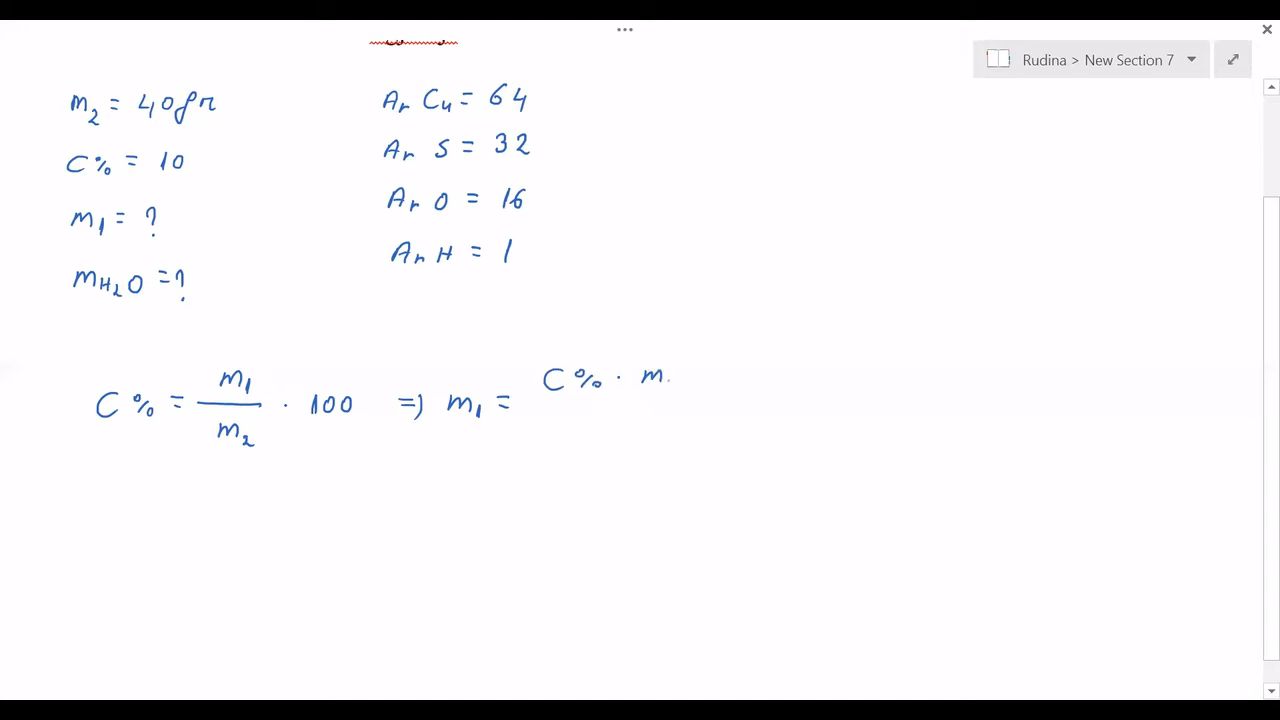 Rudina > New Section 7
m₂ = 40gr
C% = 10
m₁ = ?
mH₂O = ?
Ar Cu = 64
Ar S = 32
Ar O = 16
Ar H = 1
C% = m₁/m₂ · 100 => m₁ = C% · m